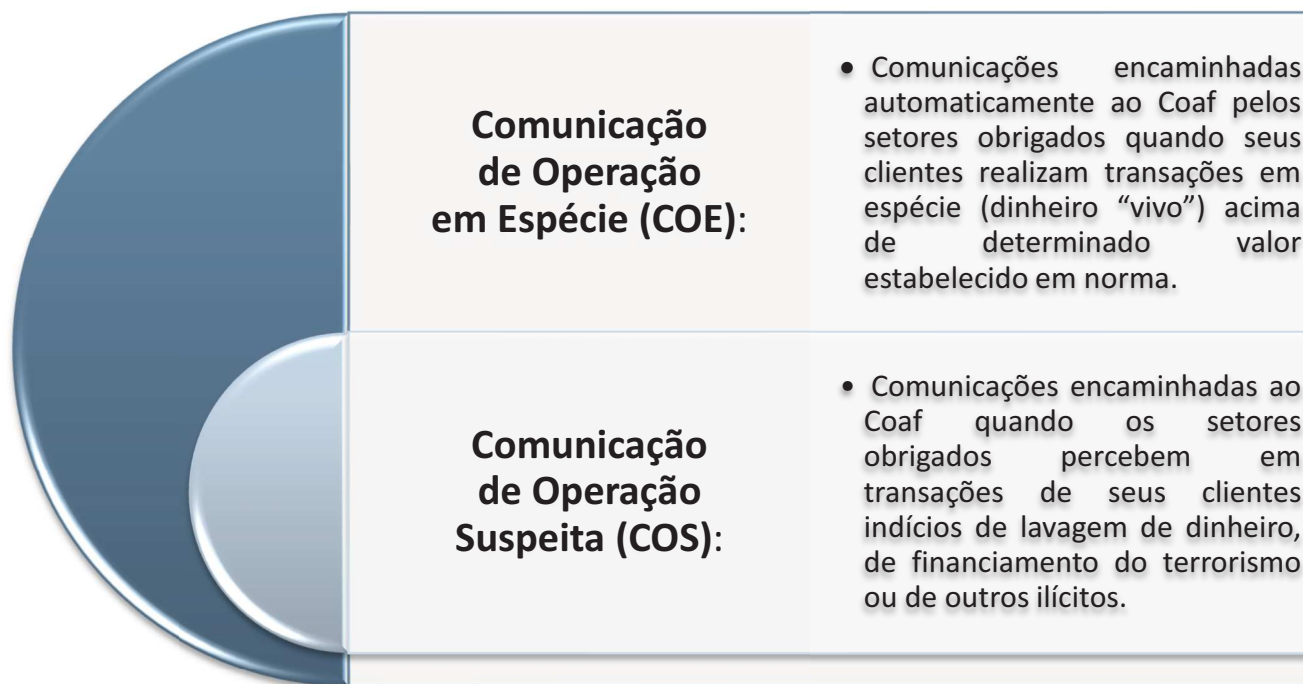 Comunicação
de Operação
em Espécie (COE):
• Comunicações encaminhadas
automaticamente ao Coaf pelos
setores obrigados quando seus
clientes realizam transações em
espécie (dinheiro “vivo”) acima
de determinado valor
estabelecido em norma.
Comunicação
de Operação
Suspeita (COS):
• Comunicações encaminhadas ao
Coaf quando os setores
obrigados percebem em
transações de seus clientes
indícios de lavagem de dinheiro,
de financiamento do terrorismo
ou de outros ilícitos.